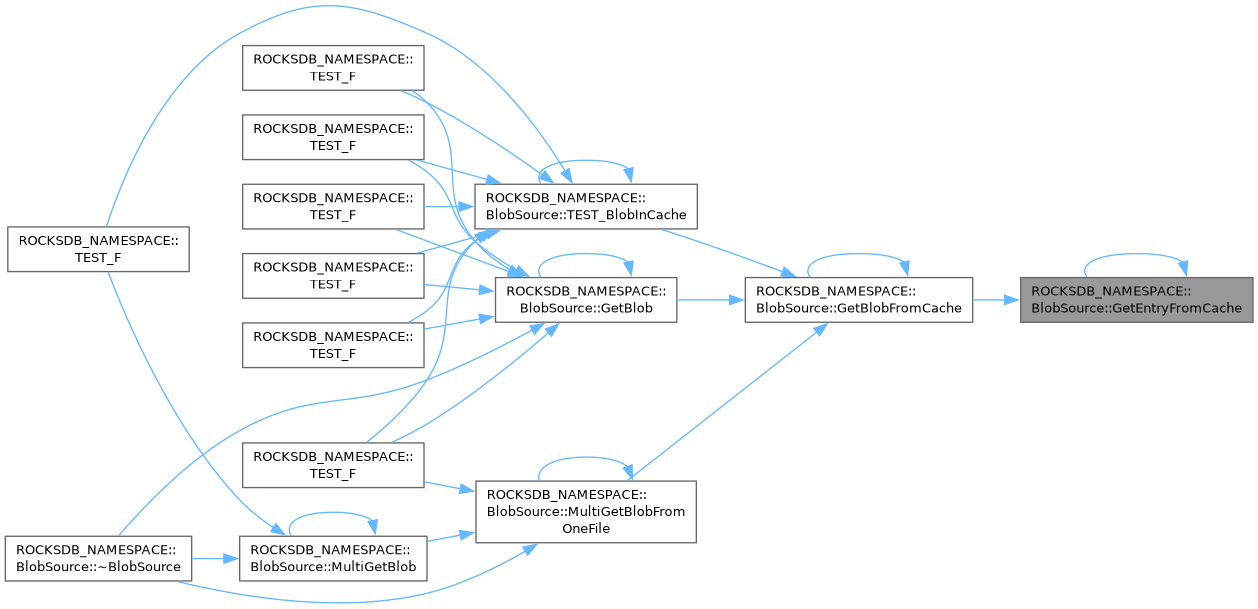 ROCKSDB_NAMESPACE::
TEST_F
ROCKSDB_NAMESPACE::
TEST_F
ROCKSDB_NAMESPACE::
TEST_F
ROCKSDB_NAMESPACE::
BlobSource::TEST_BlobInCache
ROCKSDB_NAMESPACE::
TEST_F
ROCKSDB_NAMESPACE::
TEST_F
ROCKSDB_NAMESPACE::
BlobSource::GetBlob
ROCKSDB_NAMESPACE::
BlobSource::GetBlobFromCache
ROCKSDB_NAMESPACE::
BlobSource::GetEntryFromCache
ROCKSDB_NAMESPACE::
TEST_F
ROCKSDB_NAMESPACE::
TEST_F
ROCKSDB_NAMESPACE::
BlobSource::MultiGetBlobFrom
OneFile
ROCKSDB_NAMESPACE::
BlobSource::~BlobSource
ROCKSDB_NAMESPACE::
BlobSource::MultiGetBlob